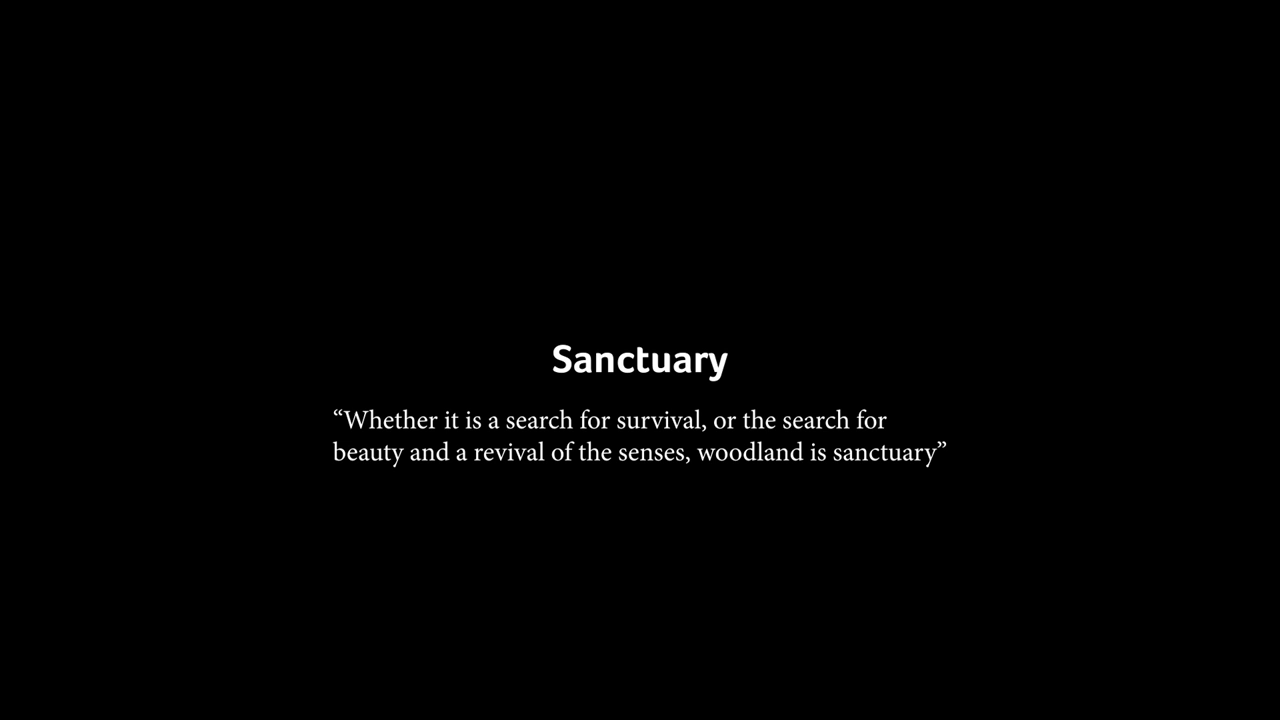 Sanctuary
“Whether it is a search for survival, or the search for
beauty and a revival of the senses, woodland is sanctuary”